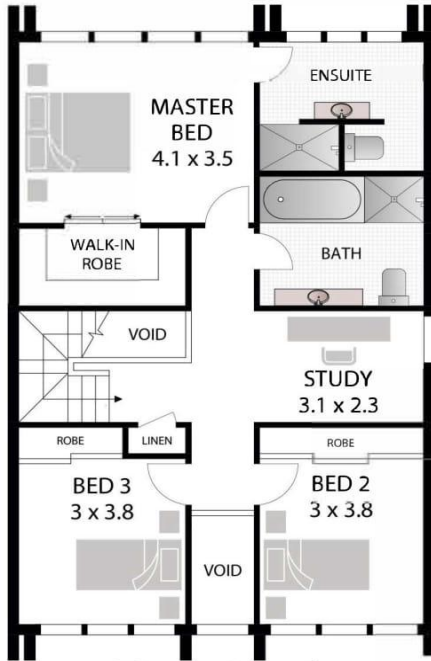 ENSUITE
MASTER
BED
4.1 x 3.5
WALK-IN
ROBE
BATH
VOID
STUDY
3.1 x 2.3
ROBE
LINEN
ROBE
BED 3
3 x 3.8
BED 2
3 x 3.8
VOID